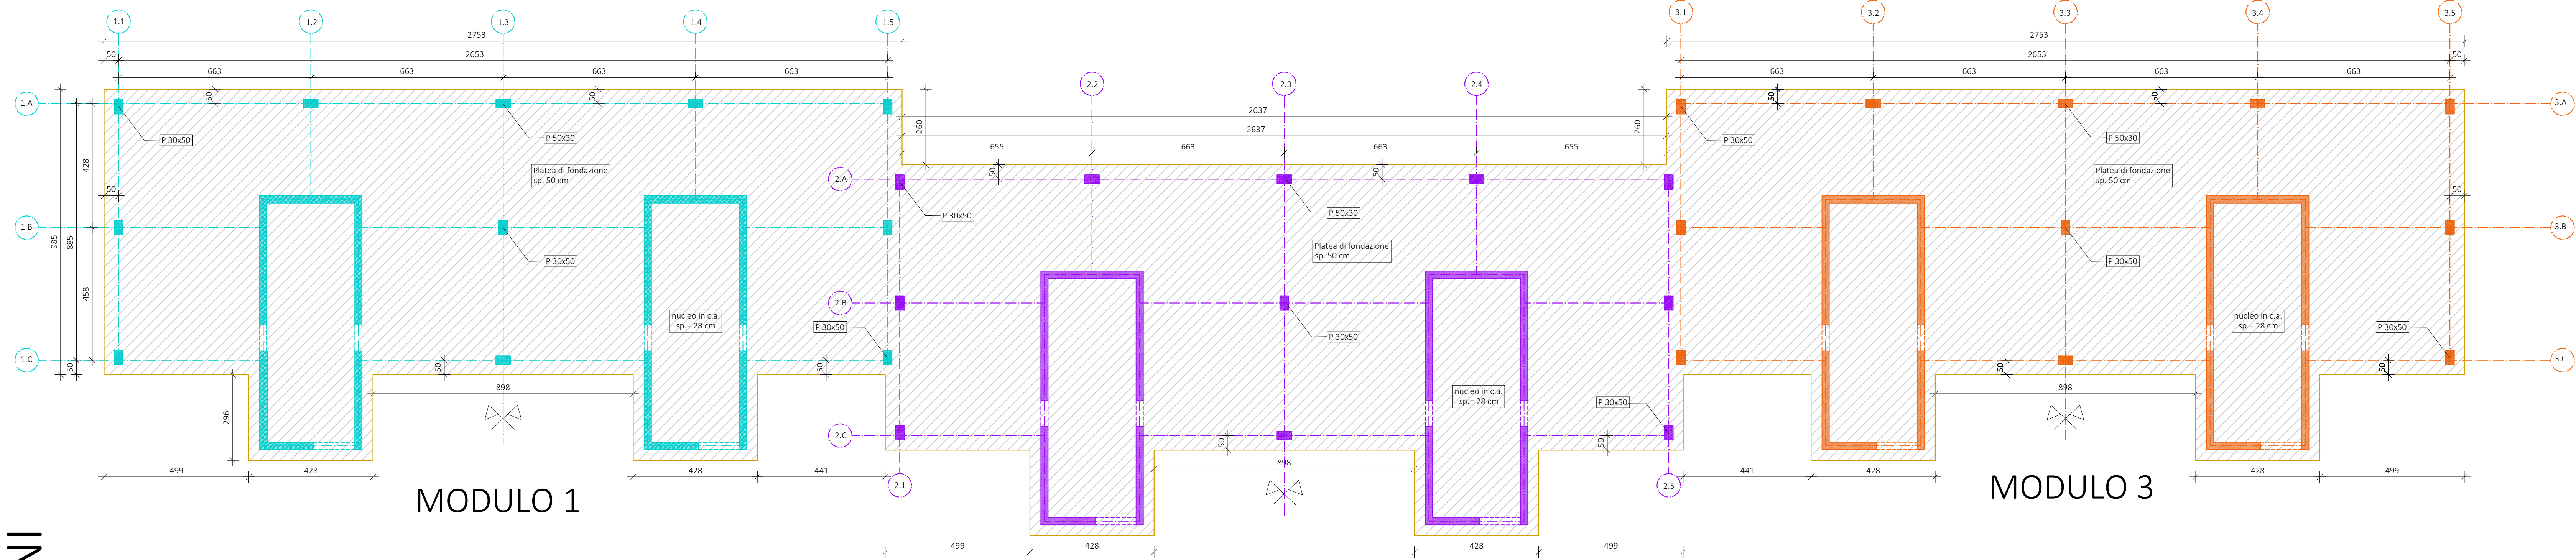 1.1
1.2
1.3
1.4
1.5
3.1
3.2
3.3
3.4
3.5
2753
2753
50
2653
2653
50
663
663
663
663
663
663
663
663
2.2
2.3
2.4
1.A
50
50
50
50
3.A
260
2637
260
2637
655
663
663
655
P 30x50
P 50x30
P 30x50
P 50x30
428
Platea di fondazione
sp. 50 cm
Platea di fondazione
sp. 50 cm
50
50
2.A
50
50
P 30x50
P 50x30
1.B
985
885
3.B
Platea di fondazione
sp. 50 cm
P 30x50
P 30x50
458
2.B
nucleo in c.a.
sp.= 28 cm
nucleo in c.a.
sp.= 28 cm
P 30x50
P 30x50
P 30x50
1.C
50
50
50
50
50
3.C
296
898
898
nucleo in c.a.
sp.= 28 cm
P 30x50
2.C
50
50
898
499
428
428
441
441
428
428
499
2.1
2.5
MODULO 1
MODULO 3
499
428
428
499